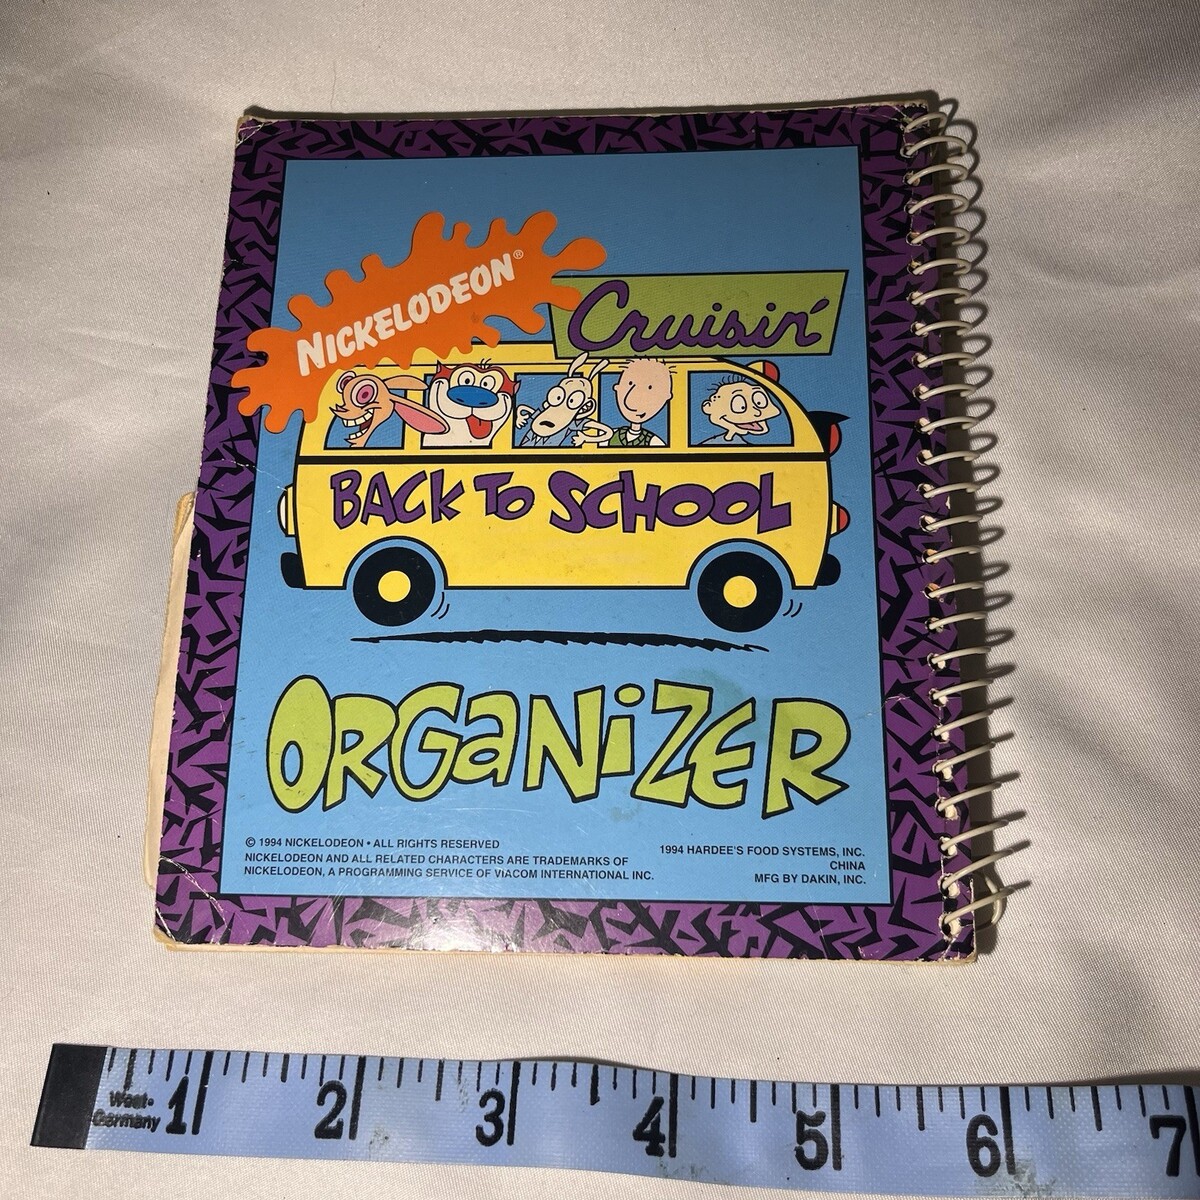 NICKELODEON®
Cruisin'
BACK TO SCHOOL
ORGANIZER
© 1994 NICKELODEON • ALL RIGHTS RESERVED
NICKELODEON AND ALL RELATED CHARACTERS ARE TRADEMARKS OF
NICKELODEON, A PROGRAMMING SERVICE OF VIACOM INTERNATIONAL INC.
1994 HARDEE'S FOOD SYSTEMS, INC.
CHINA
MFG BY DAKIN, INC.
West-
Germany
1 2 3 4 5 6 7